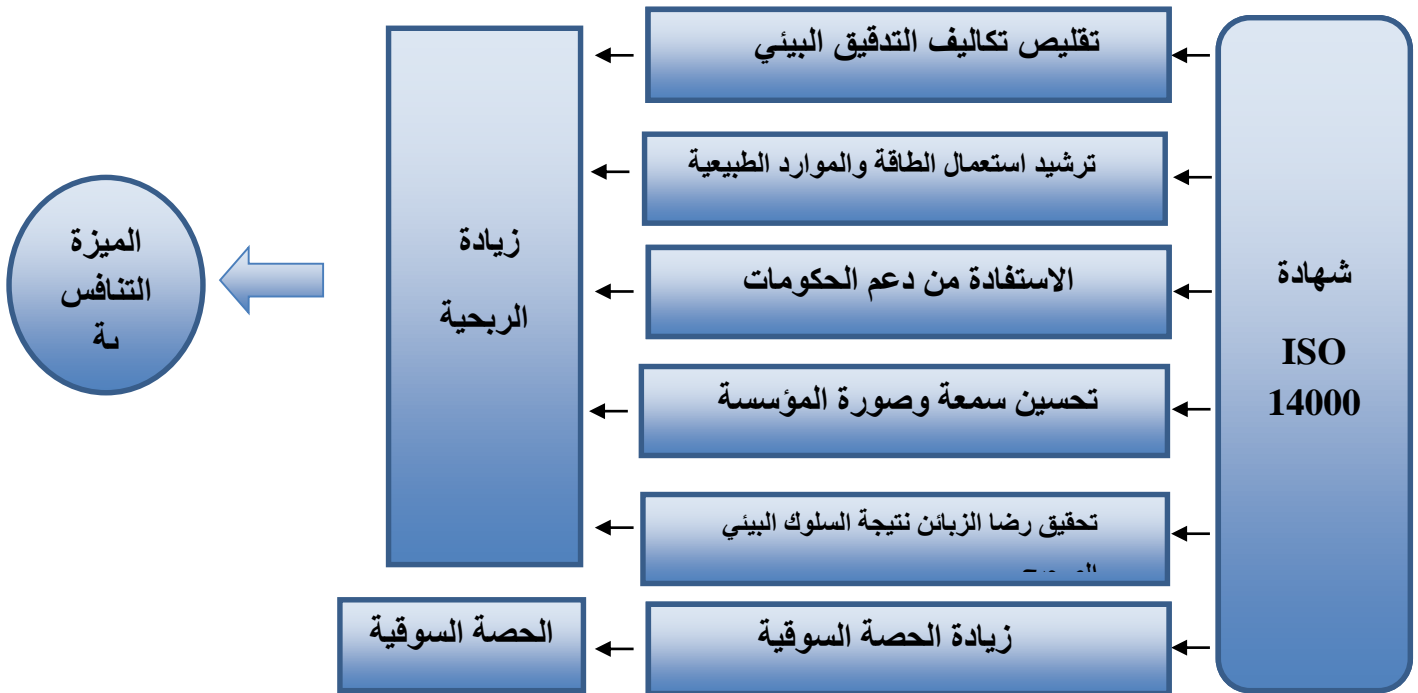 شهادة
ISO
14000
تقليص تكاليف التدقيق البيئي
ترشيد استعمال الطاقة والموارد الطبيعية
الاستفادة من دعم الحكومات
تحسين سمعة وصورة المؤسسة
تحقيق رضا الزبائن نتيجة السلوك البيئي
زيادة الحصة السوقية
زيادة
الربحية
الحصة السوقية
الميزة
التنافس
ية